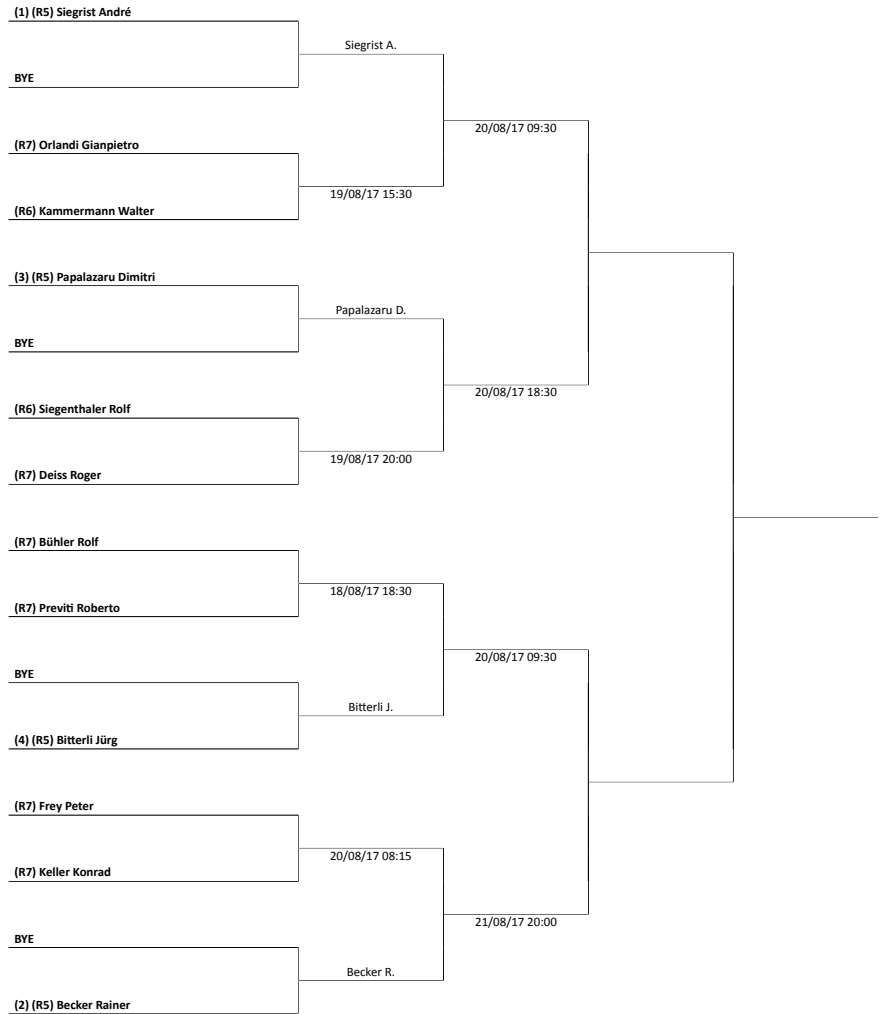 (1) (R5) Siegrist André
Siegrist A.
BYE
20/08/17 09:30
(R7) Orlandi Gianpietro
19/08/17 15:30
(R6) Kammermann Walter
(3) (R5) Papalazaru Dimitri
Papalazaru D.
BYE
20/08/17 18:30
(R6) Siegenthaler Rolf
19/08/17 20:00
(R7) Deiss Roger
(R7) Bühler Rolf
18/08/17 18:30
(R7) Previti Roberto
20/08/17 09:30
BYE
Bitterli J.
(4) (R5) Bitterli Jürg
(R7) Frey Peter
20/08/17 08:15
(R7) Keller Konrad
21/08/17 20:00
BYE
Becker R.
(2) (R5) Becker Rainer